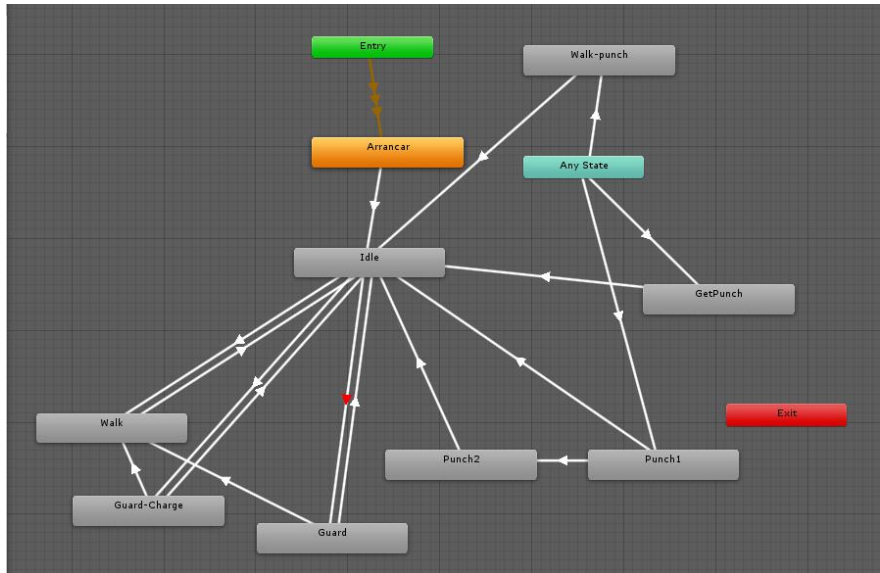 Entry
Walk-punch
Arrancar
Any State
Idle
GetPunch
Exit
Walk
Punch2
Punch1
Guard-Charge
Guard